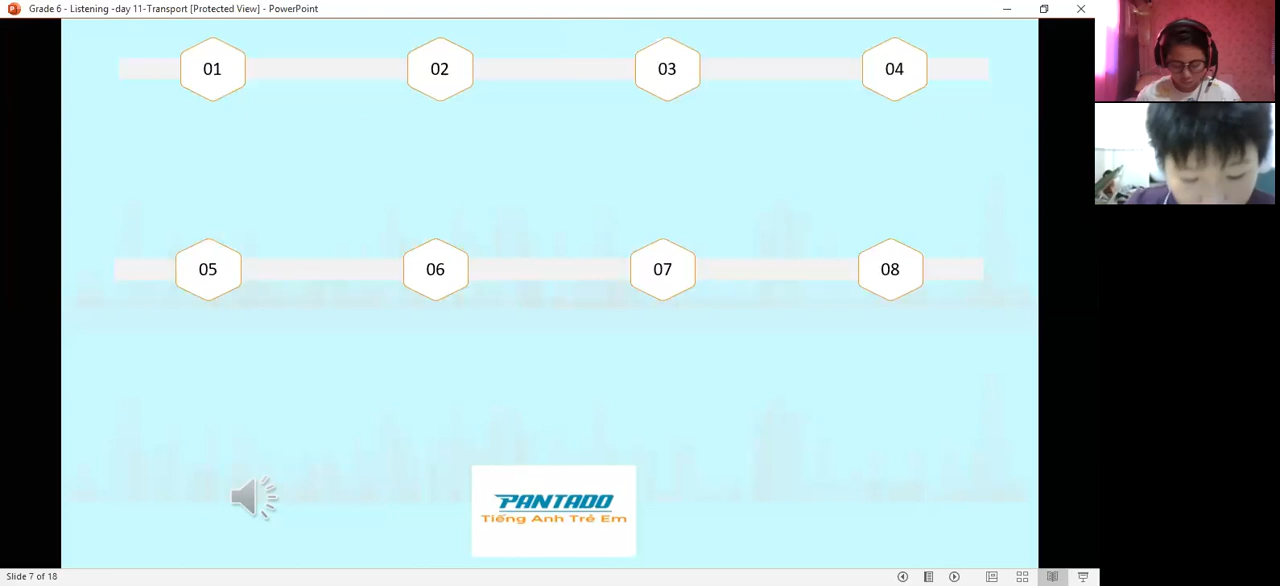 Grade 6 - Listening -day 11-Transport [Protected View] - PowerPoint
01 02 03 04
05 06 07 08
PANTADO
Tiếng Anh Trẻ Em
Slide 7 of 18